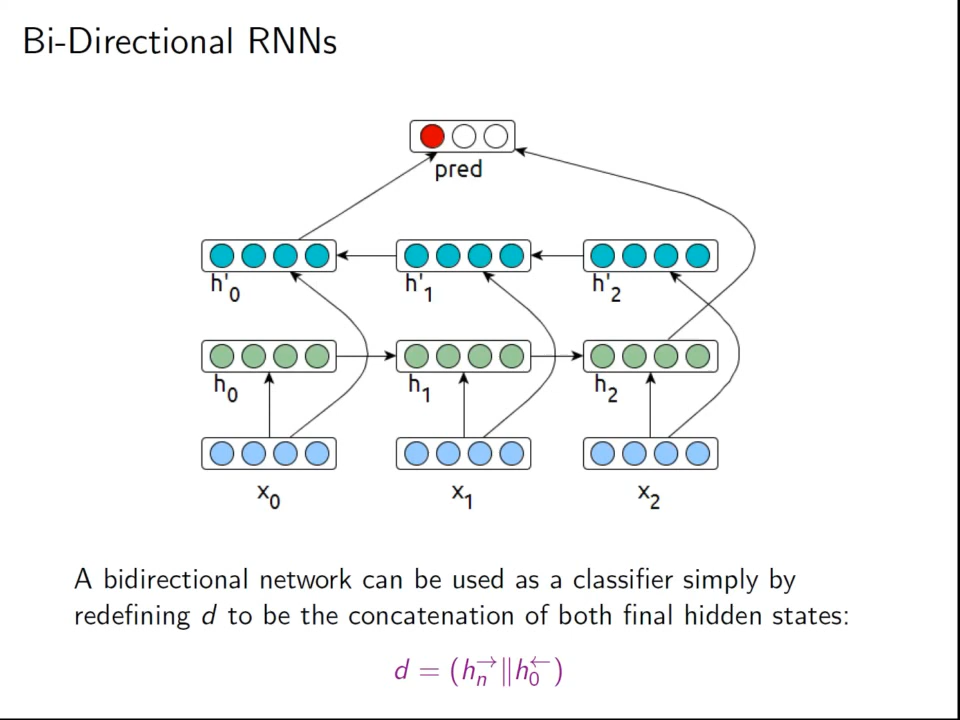 Bi-Directional RNNs
pred
h'0 h'1 h'2
h0 h1 h2
x0 x1 x2
A bidirectional network can be used as a classifier simply by
redefining d to be the concatenation of both final hidden states:
d = (h→n ‖ h←0)